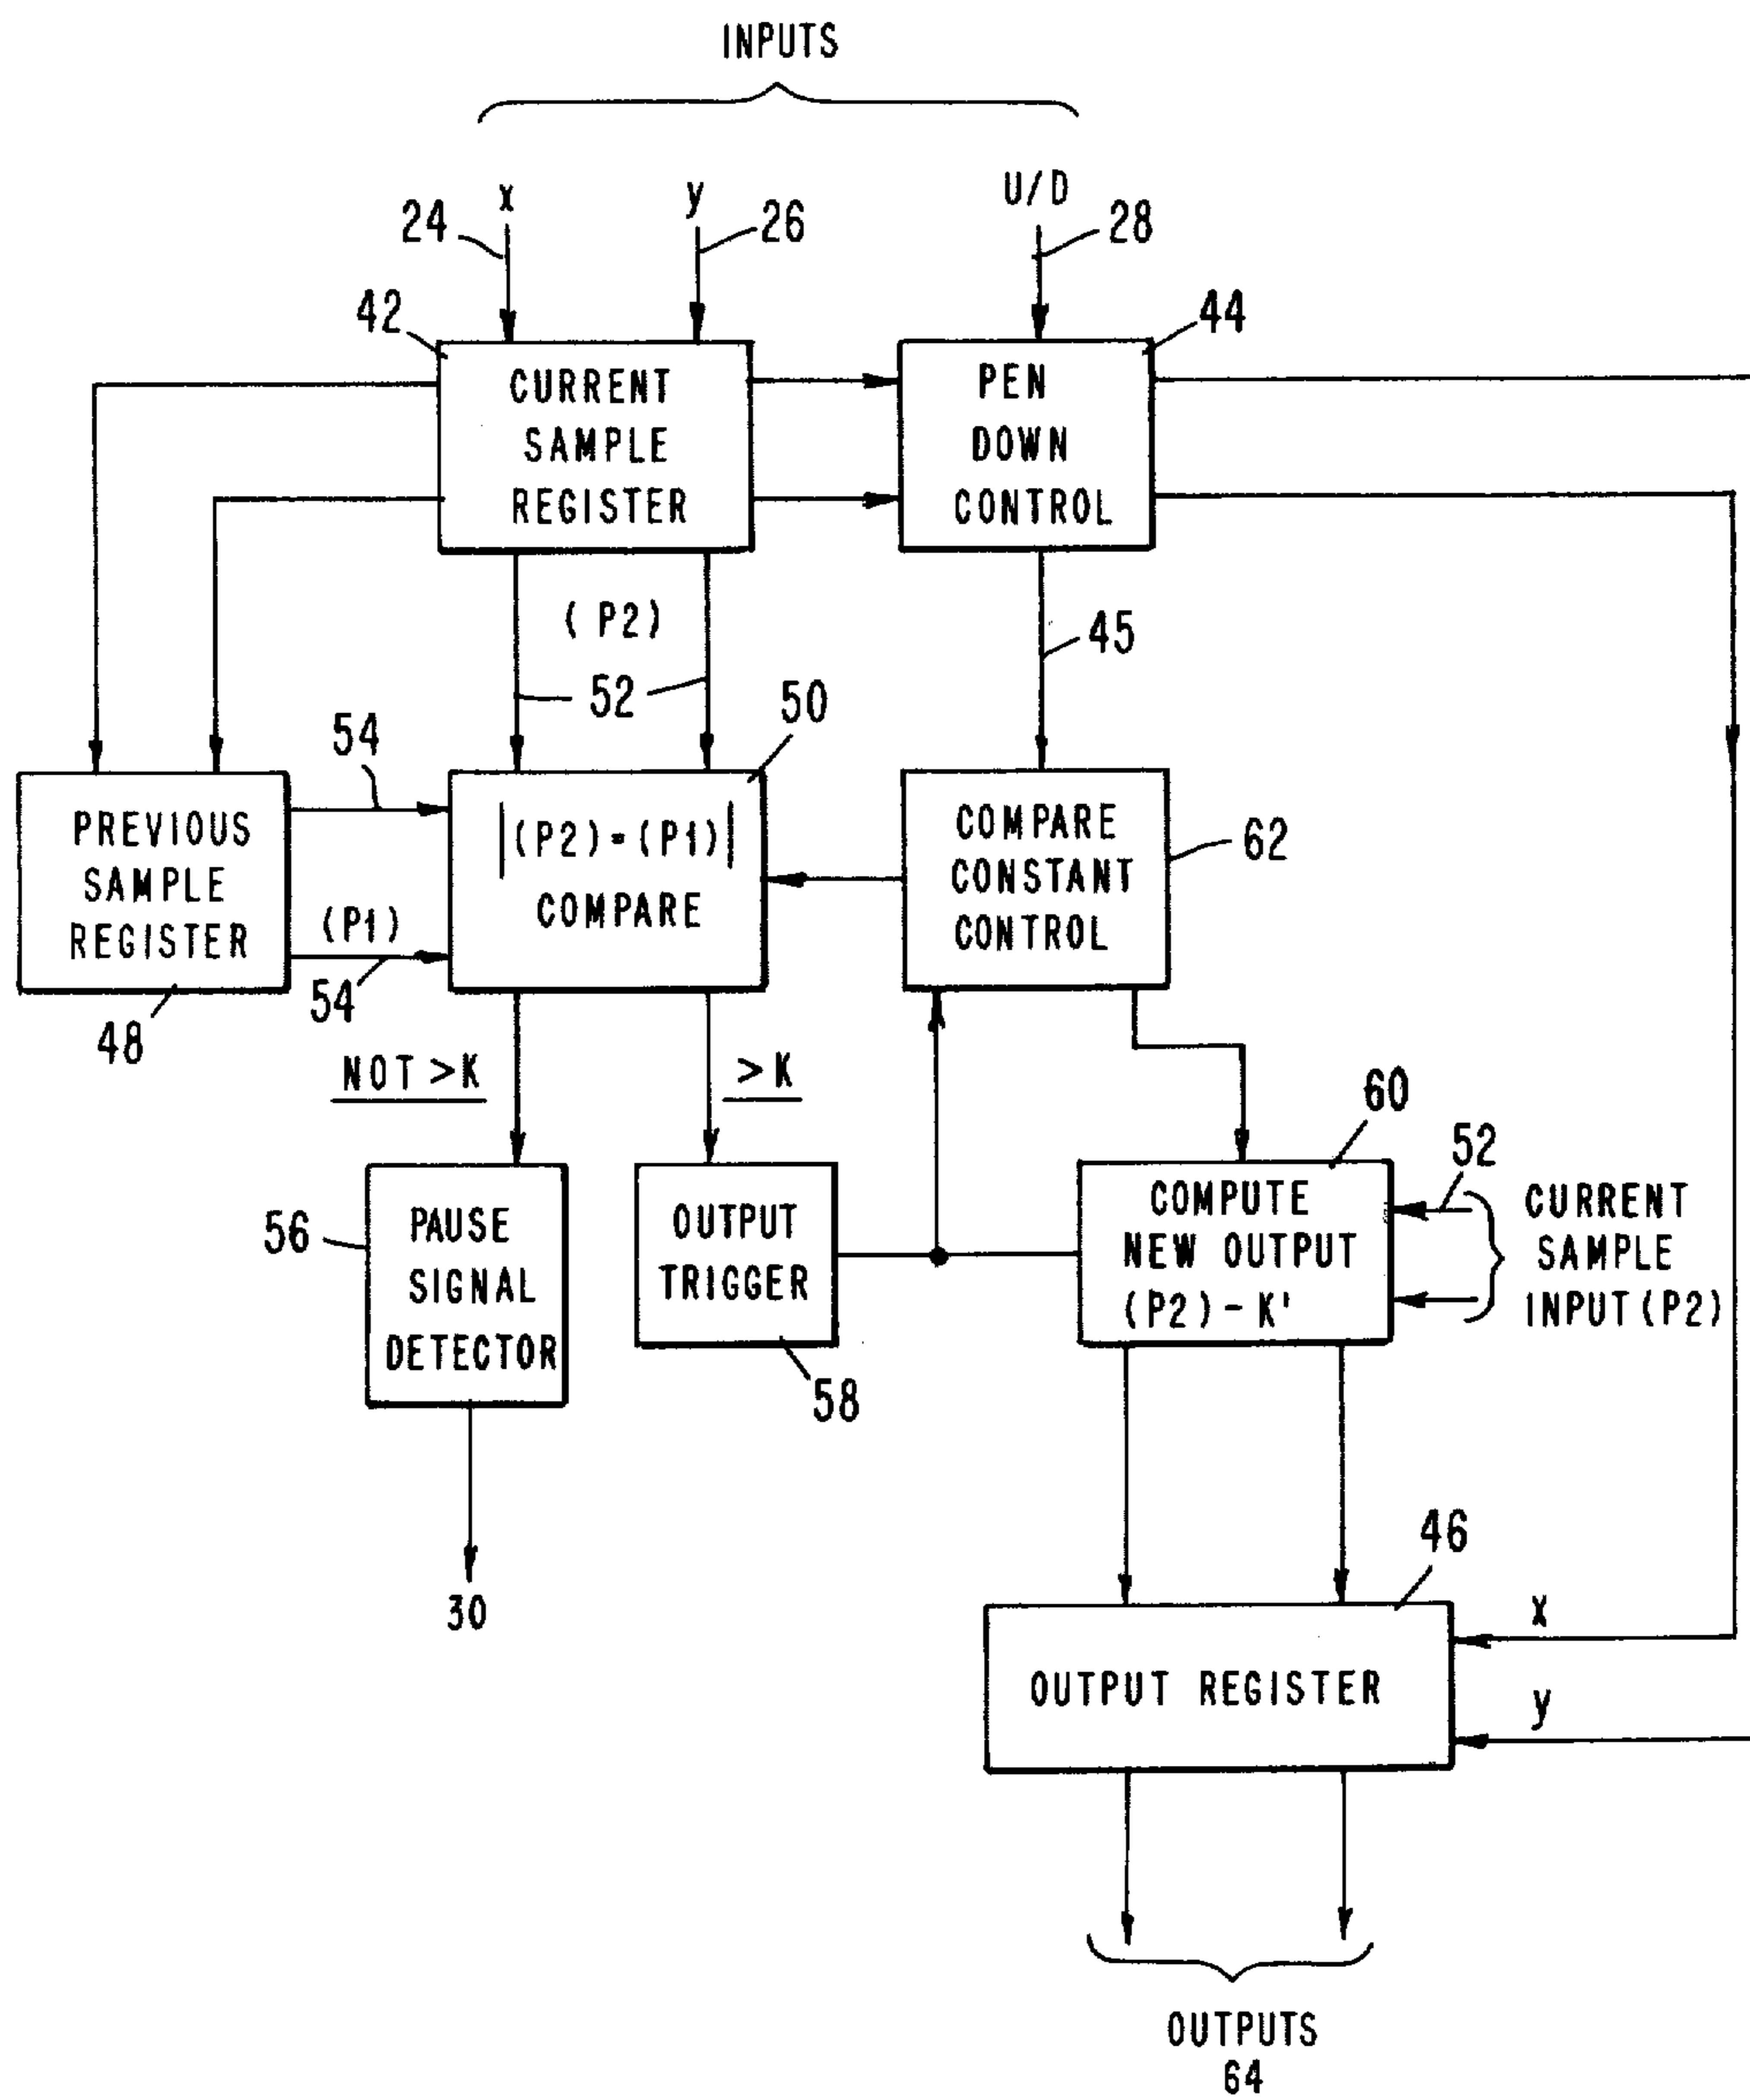 INPUTS
x
y
U/D
24
26
28
42
44
CURRENT
SAMPLE
REGISTER
PEN
DOWN
CONTROL
(P2)
45
52
50
54
PREVIOUS
SAMPLE
REGISTER
|(P2)=(P1)|
COMPARE
COMPARE
CONSTANT
CONTROL
62
(P1)
54
48
NOT >K
>K
60
52
56
PAUSE
SIGNAL
DETECTOR
OUTPUT
TRIGGER
COMPUTE
NEW OUTPUT
(P2)-K'
CURRENT
SAMPLE
INPUT(P2)
58
46
30
x
OUTPUT REGISTER
y
OUTPUTS
64